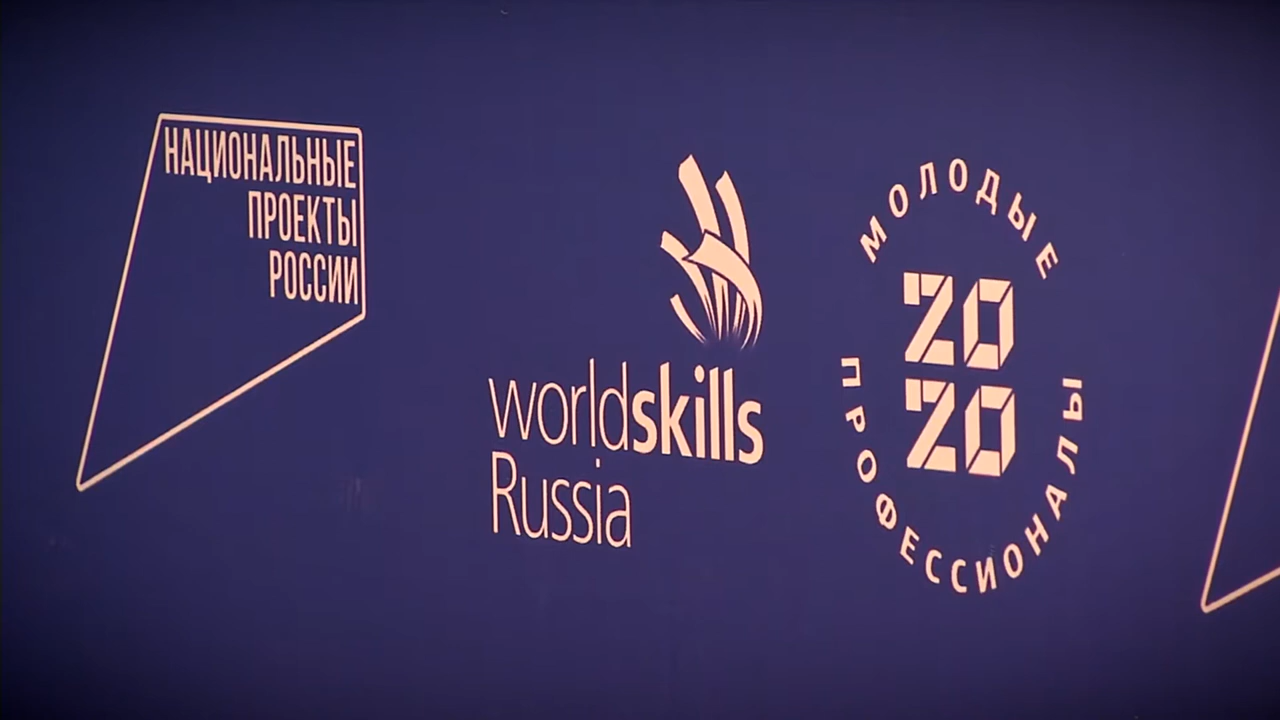 НАЦИОНАЛЬНЫЕ
ПРОЕКТЫ
РОССИИ
worldskills
Russia
МОЛОДЫЕ
20
20
ПРОФЕССИОНАЛЫ